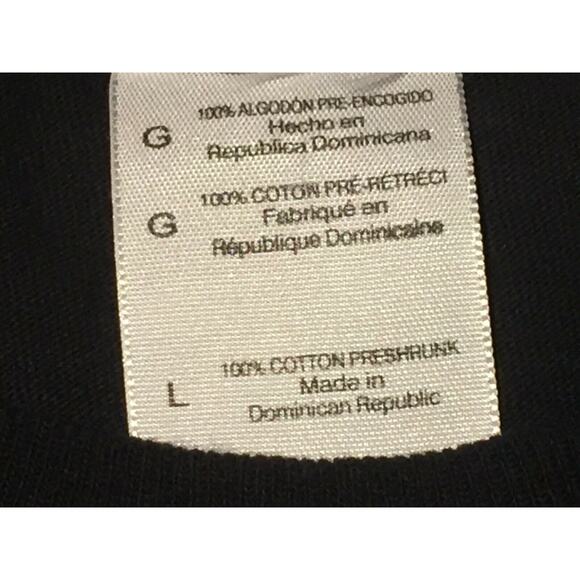 G 100% ALGODÓN PRE-ENCOGIDO
Hecho en
Republica Dominicana
G 100% COTON PRÉ-RÉTRÉCI
Fabriqué en
République Dominicaine
L 100% COTTON PRESHRUNK
Made in
Dominican Republic